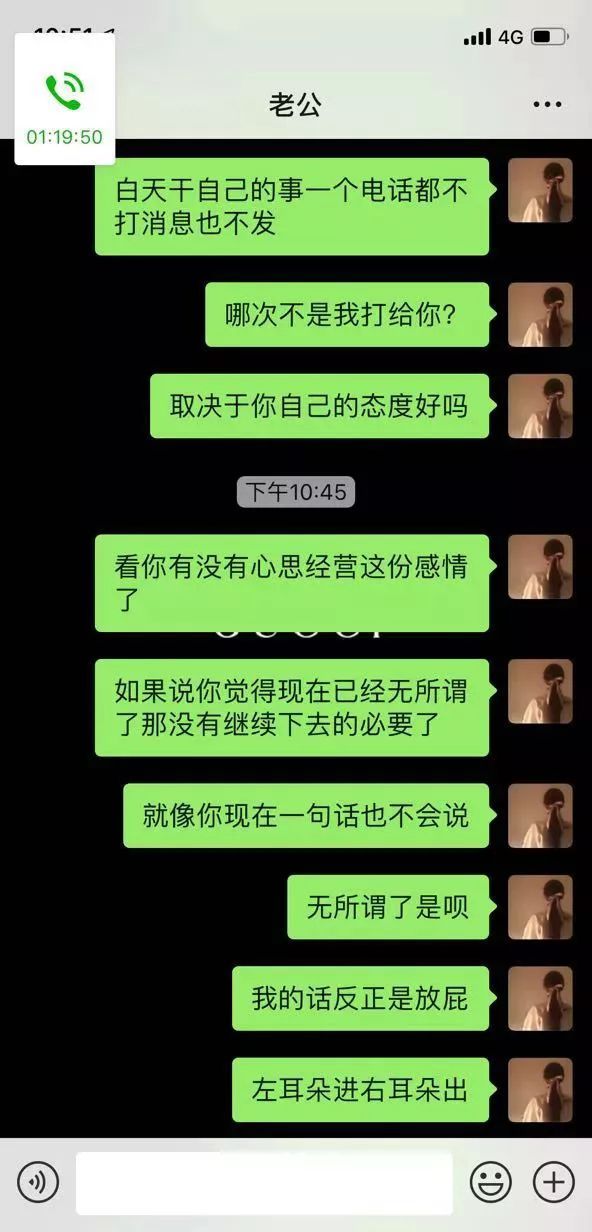 4G
01:19:50
老公
白天干自己的事一个电话都不
打消息也不发
哪次不是我打给你?
取决于你自己的态度好吗
下午10:45
看你有没有心思经营这份感情
了
如果说你觉得现在已经无所谓
了那没有继续下去的必要了
就像你现在一句话也不会说
无所谓了是呗
我的话反正是放屁
左耳朵进右耳朵出